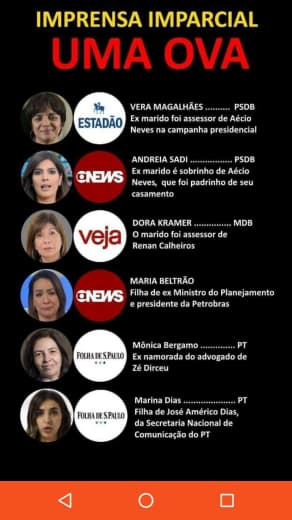 IMPRENSA IMPARCIAL
UMA OVA
ESTADÃO
VERA MAGALHÃES .......... PSDB
Ex marido foi assessor de Aécio
Neves na campanha presidencial
NEWS
ANDREIA SADI ................. PSDB
Ex marido é sobrinho de Aécio
Neves, que foi padrinho de seu
casamento
veja
DORA KRAMER ............... MDB
O marido foi assessor de
Renan Calheiros
NEWS
MARIA BELTRÃO
Filha de ex Ministro do Planejamento
e presidente da Petrobras
FOLHA DE S.PAULO
Mônica Bergamo .............. PT
Ex namorada do advogado de
Zé Dirceu
FOLHA DE S.PAULO
Marina Dias ..................... PT
Filha de José Américo Dias,
da Secretaria Nacional de
Comunicação do PT